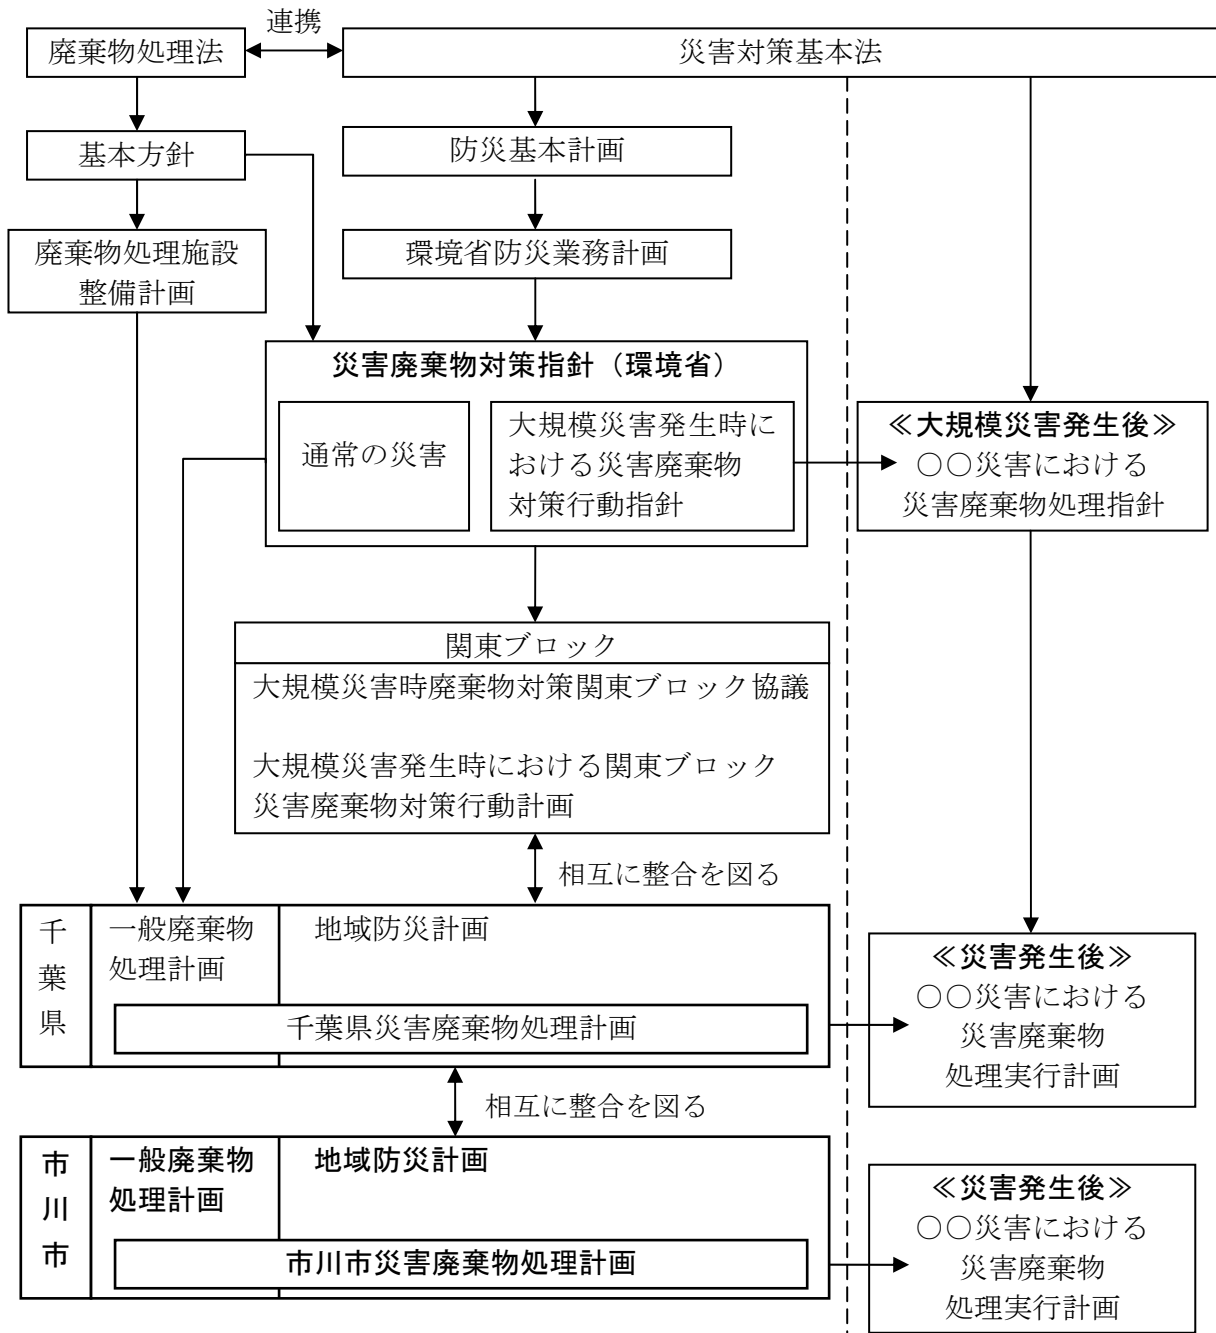 連携
廃棄物処理法
災害対策基本法
基本方針
防災基本計画
廃棄物処理施設
整備計画
環境省防災業務計画
災害廃棄物対策指針（環境省）
通常の災害
大規模災害発生時に
おける災害廃棄物
対策行動指針
≪大規模災害発生後≫
○○災害における
災害廃棄物処理指針
関東ブロック
大規模災害時廃棄物対策関東ブロック協議
大規模災害発生時における関東ブロック
災害廃棄物対策行動計画
相互に整合を図る
千葉県
一般廃棄物
処理計画
地域防災計画
千葉県災害廃棄物処理計画
≪災害発生後≫
○○災害における
災害廃棄物
処理実行計画
相互に整合を図る
市川市
一般廃棄物
処理計画
地域防災計画
市川市災害廃棄物処理計画
≪災害発生後≫
○○災害における
災害廃棄物
処理実行計画